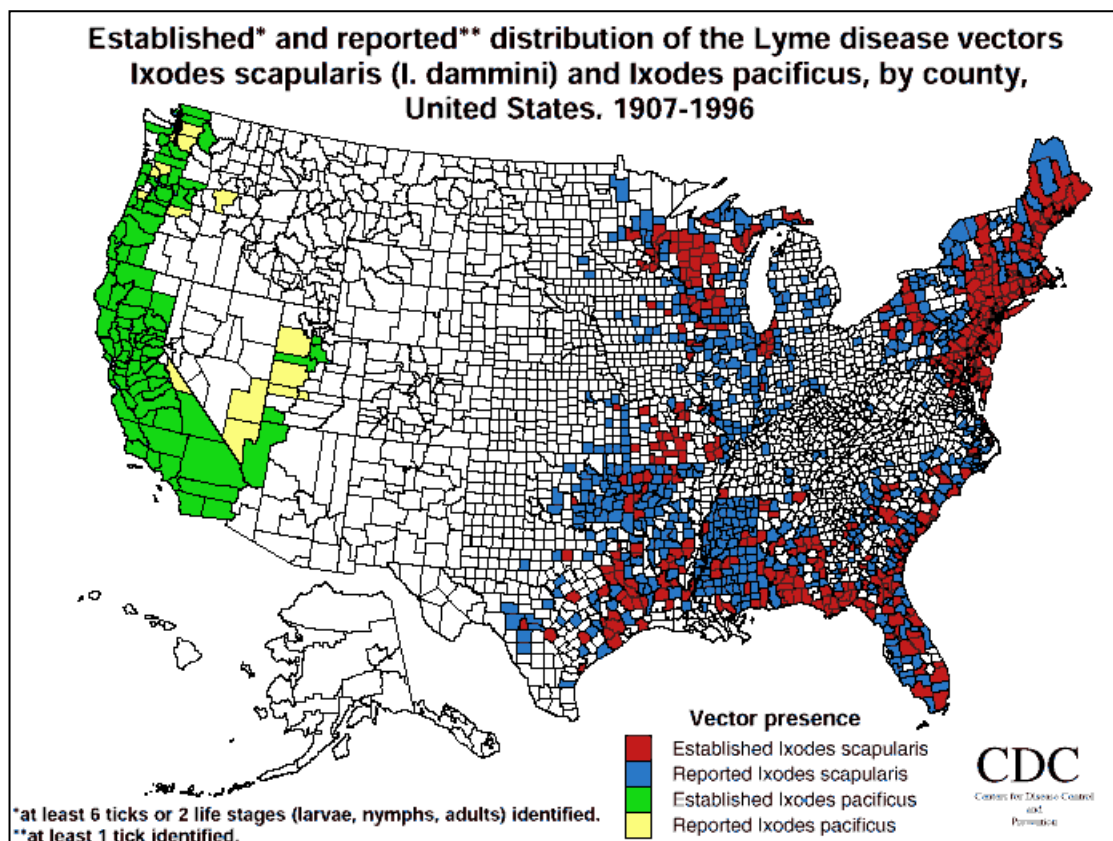 Established* and reported** distribution of the Lyme disease vectors
Ixodes scapularis (I. dammini) and Ixodes pacificus, by county,
United States. 1907-1996
Vector presence
Established Ixodes scapularis
Reported Ixodes scapularis
Established Ixodes pacificus
Reported Ixodes pacificus
CDC
Centers for Disease Control
and
Prevention
*at least 6 ticks or 2 life stages (larvae, nymphs, adults) identified.
**at least 1 tick identified.